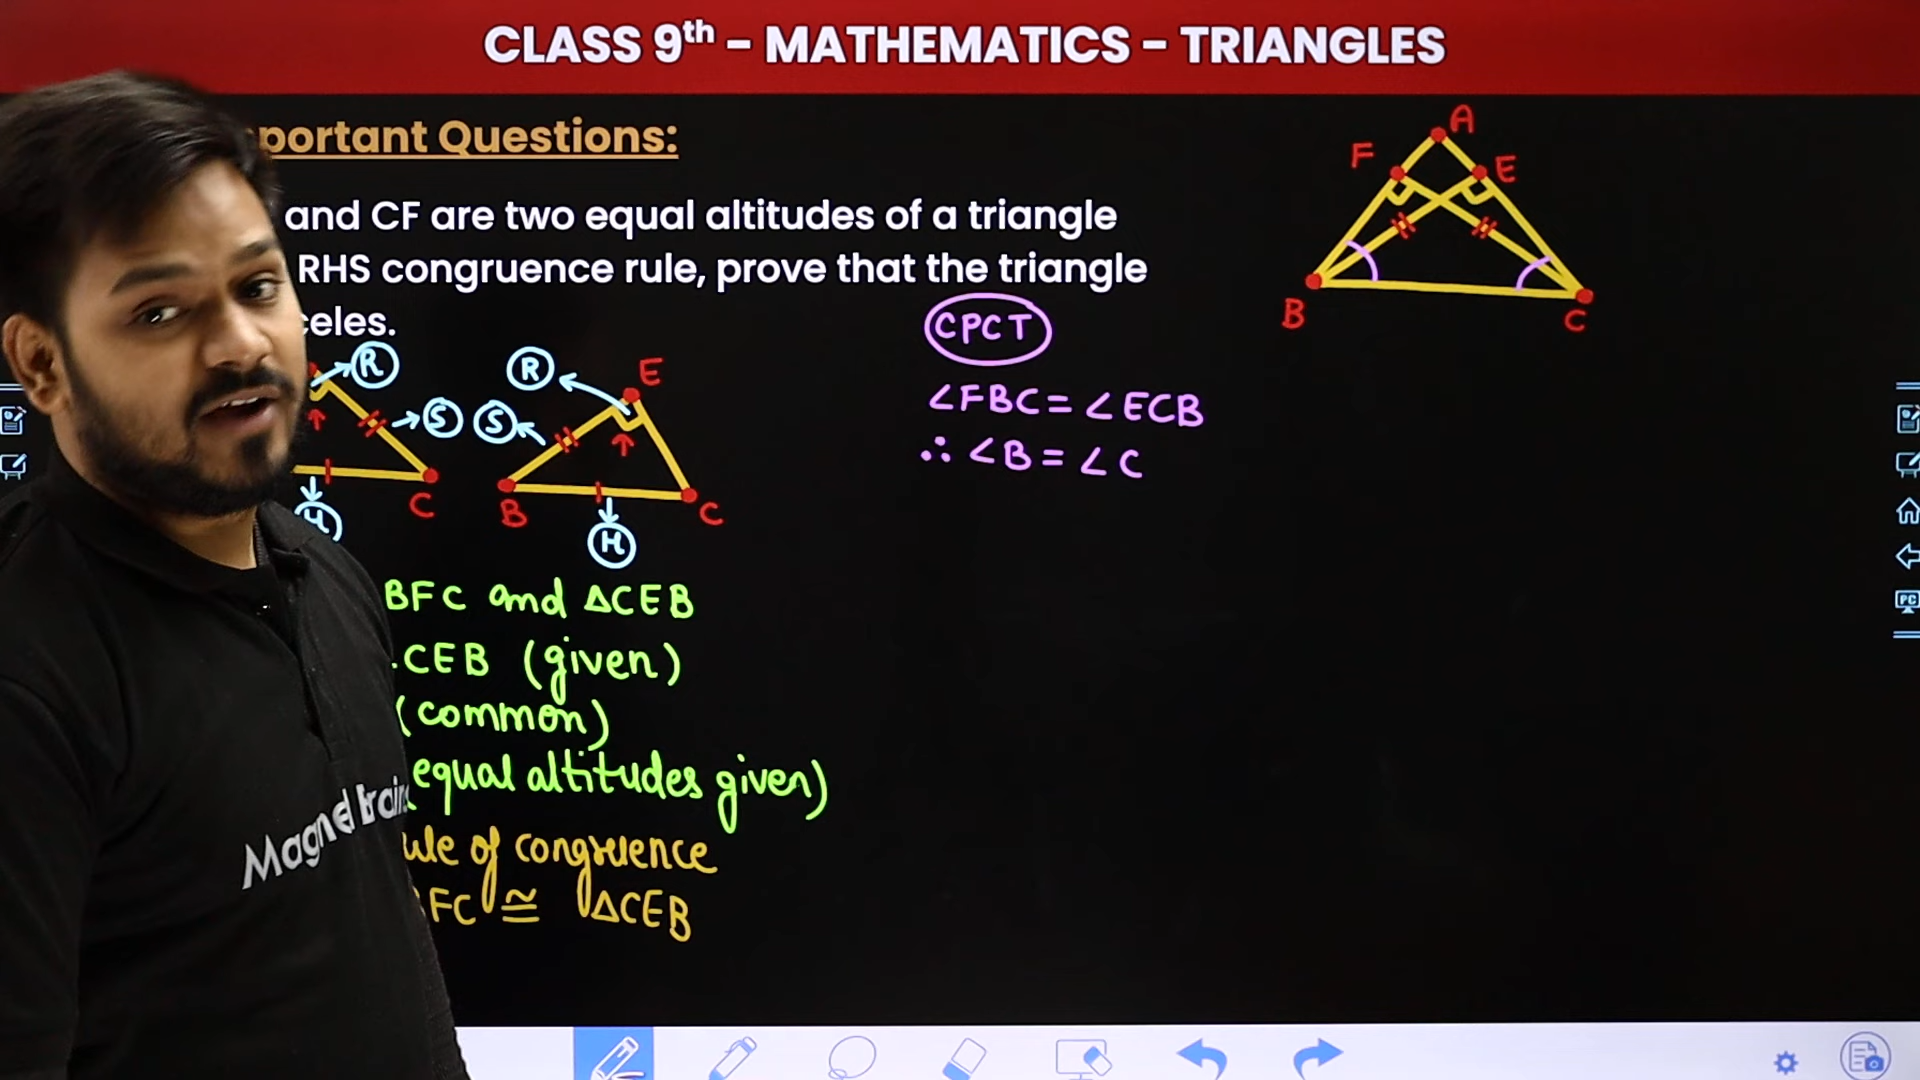 CLASS 9th – MATHEMATICS – TRIANGLES
portant Questions:
and CF are two equal altitudes of a triangle
RHS congruence rule, prove that the triangle
celes.
A
F
E
B
C
CPCT
∠FBC = ∠ECB
∴ ∠B = ∠C
R
S
C
H
R
S
E
B
C
H
BFC and ΔCEB
CEB (given)
(common)
(equal altitudes given)
ule of congruence
BFC ≅ ΔCEB
Magnet Brains
PC